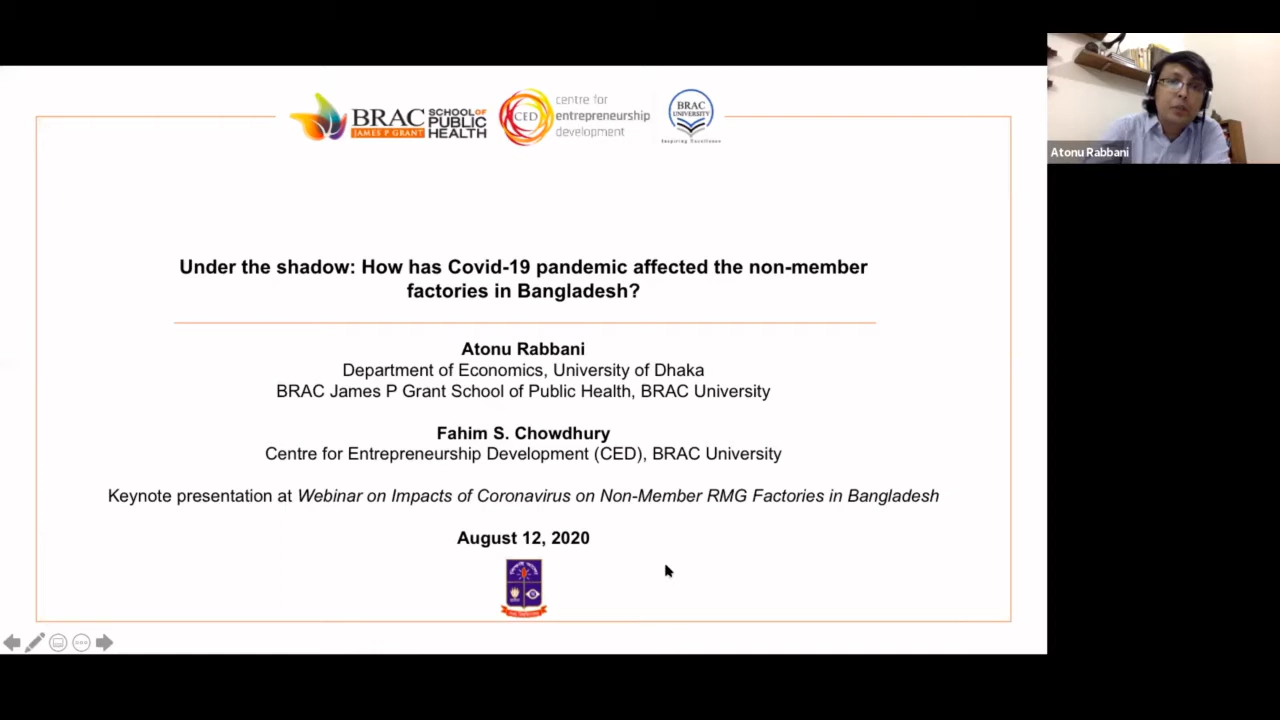 BRAC
JAMES P GRANT
SCHOOL OF
PUBLIC
HEALTH
CED
centre for
entrepreneurship
development
BRAC
UNIVERSITY
Inspiring Excellence
Atonu Rabbani
Under the shadow: How has Covid-19 pandemic affected the non-member
factories in Bangladesh?
Atonu Rabbani
Department of Economics, University of Dhaka
BRAC James P Grant School of Public Health, BRAC University
Fahim S. Chowdhury
Centre for Entrepreneurship Development (CED), BRAC University
Keynote presentation at Webinar on Impacts of Coronavirus on Non-Member RMG Factories in Bangladesh
August 12, 2020